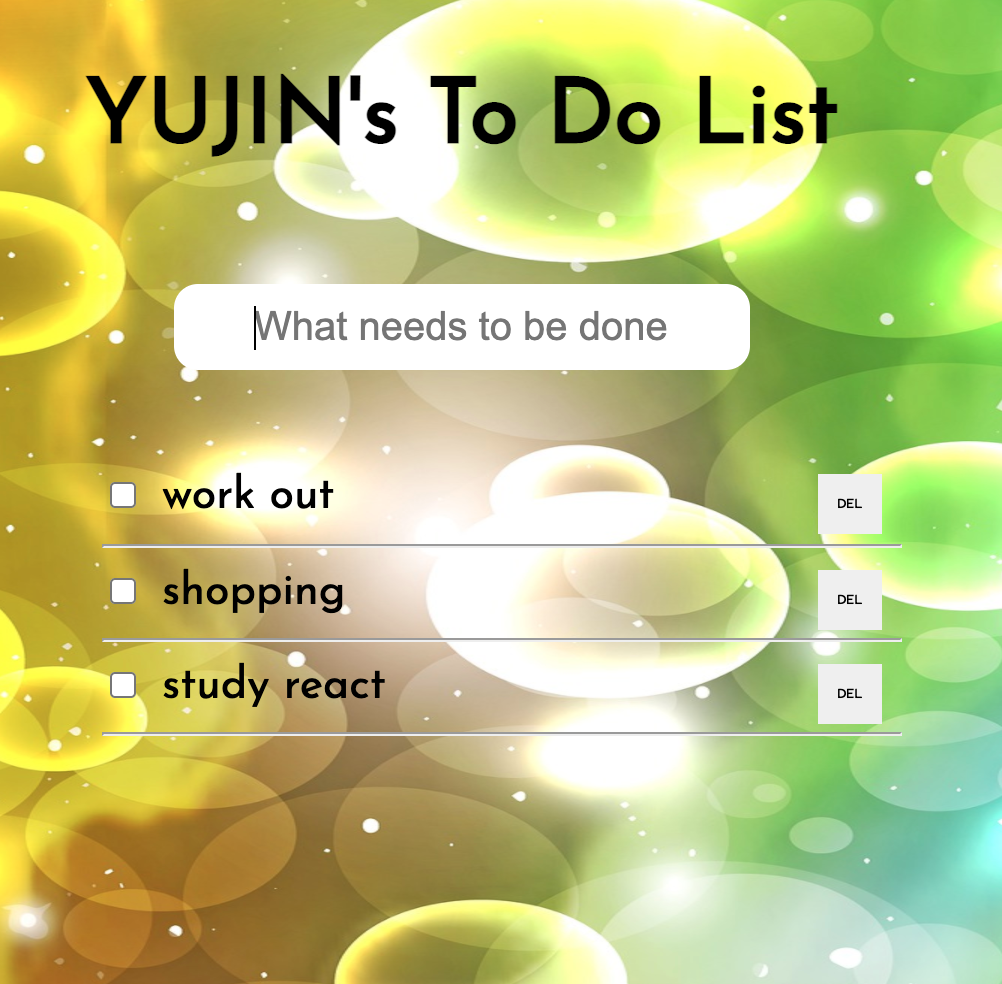 YUJIN's To Do List
What needs to be done
work out DEL
shopping DEL
study react DEL